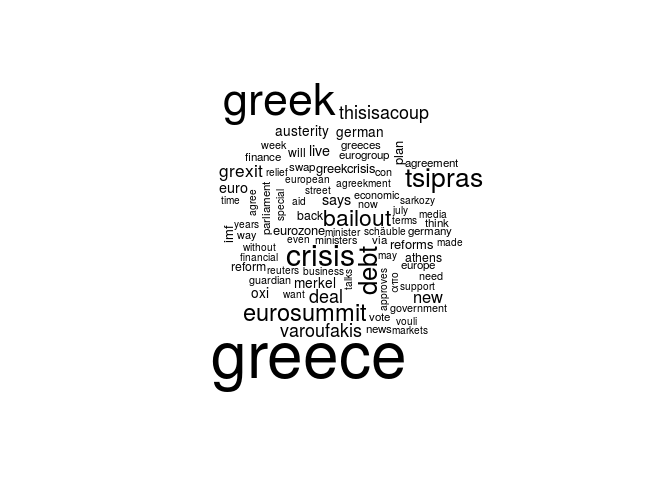 greek thisisacoup
austerity german
week will live greeces plan
finance eurogroup agreement
grexit relief swap greekcrisis con tsipras
euro european agreekment
time agree parliament special street economic sarkozy
aid says now
back bailout july media
years terms think
imf way eurozone minister schäuble germany
even ministers via reforms made
without crisis debt may athens
financial
reform reuters business talks approves απο europe
guardian merkel need
support
oxi want deal new
eurosummit government
vote vouli
varoufakis news markets
greece